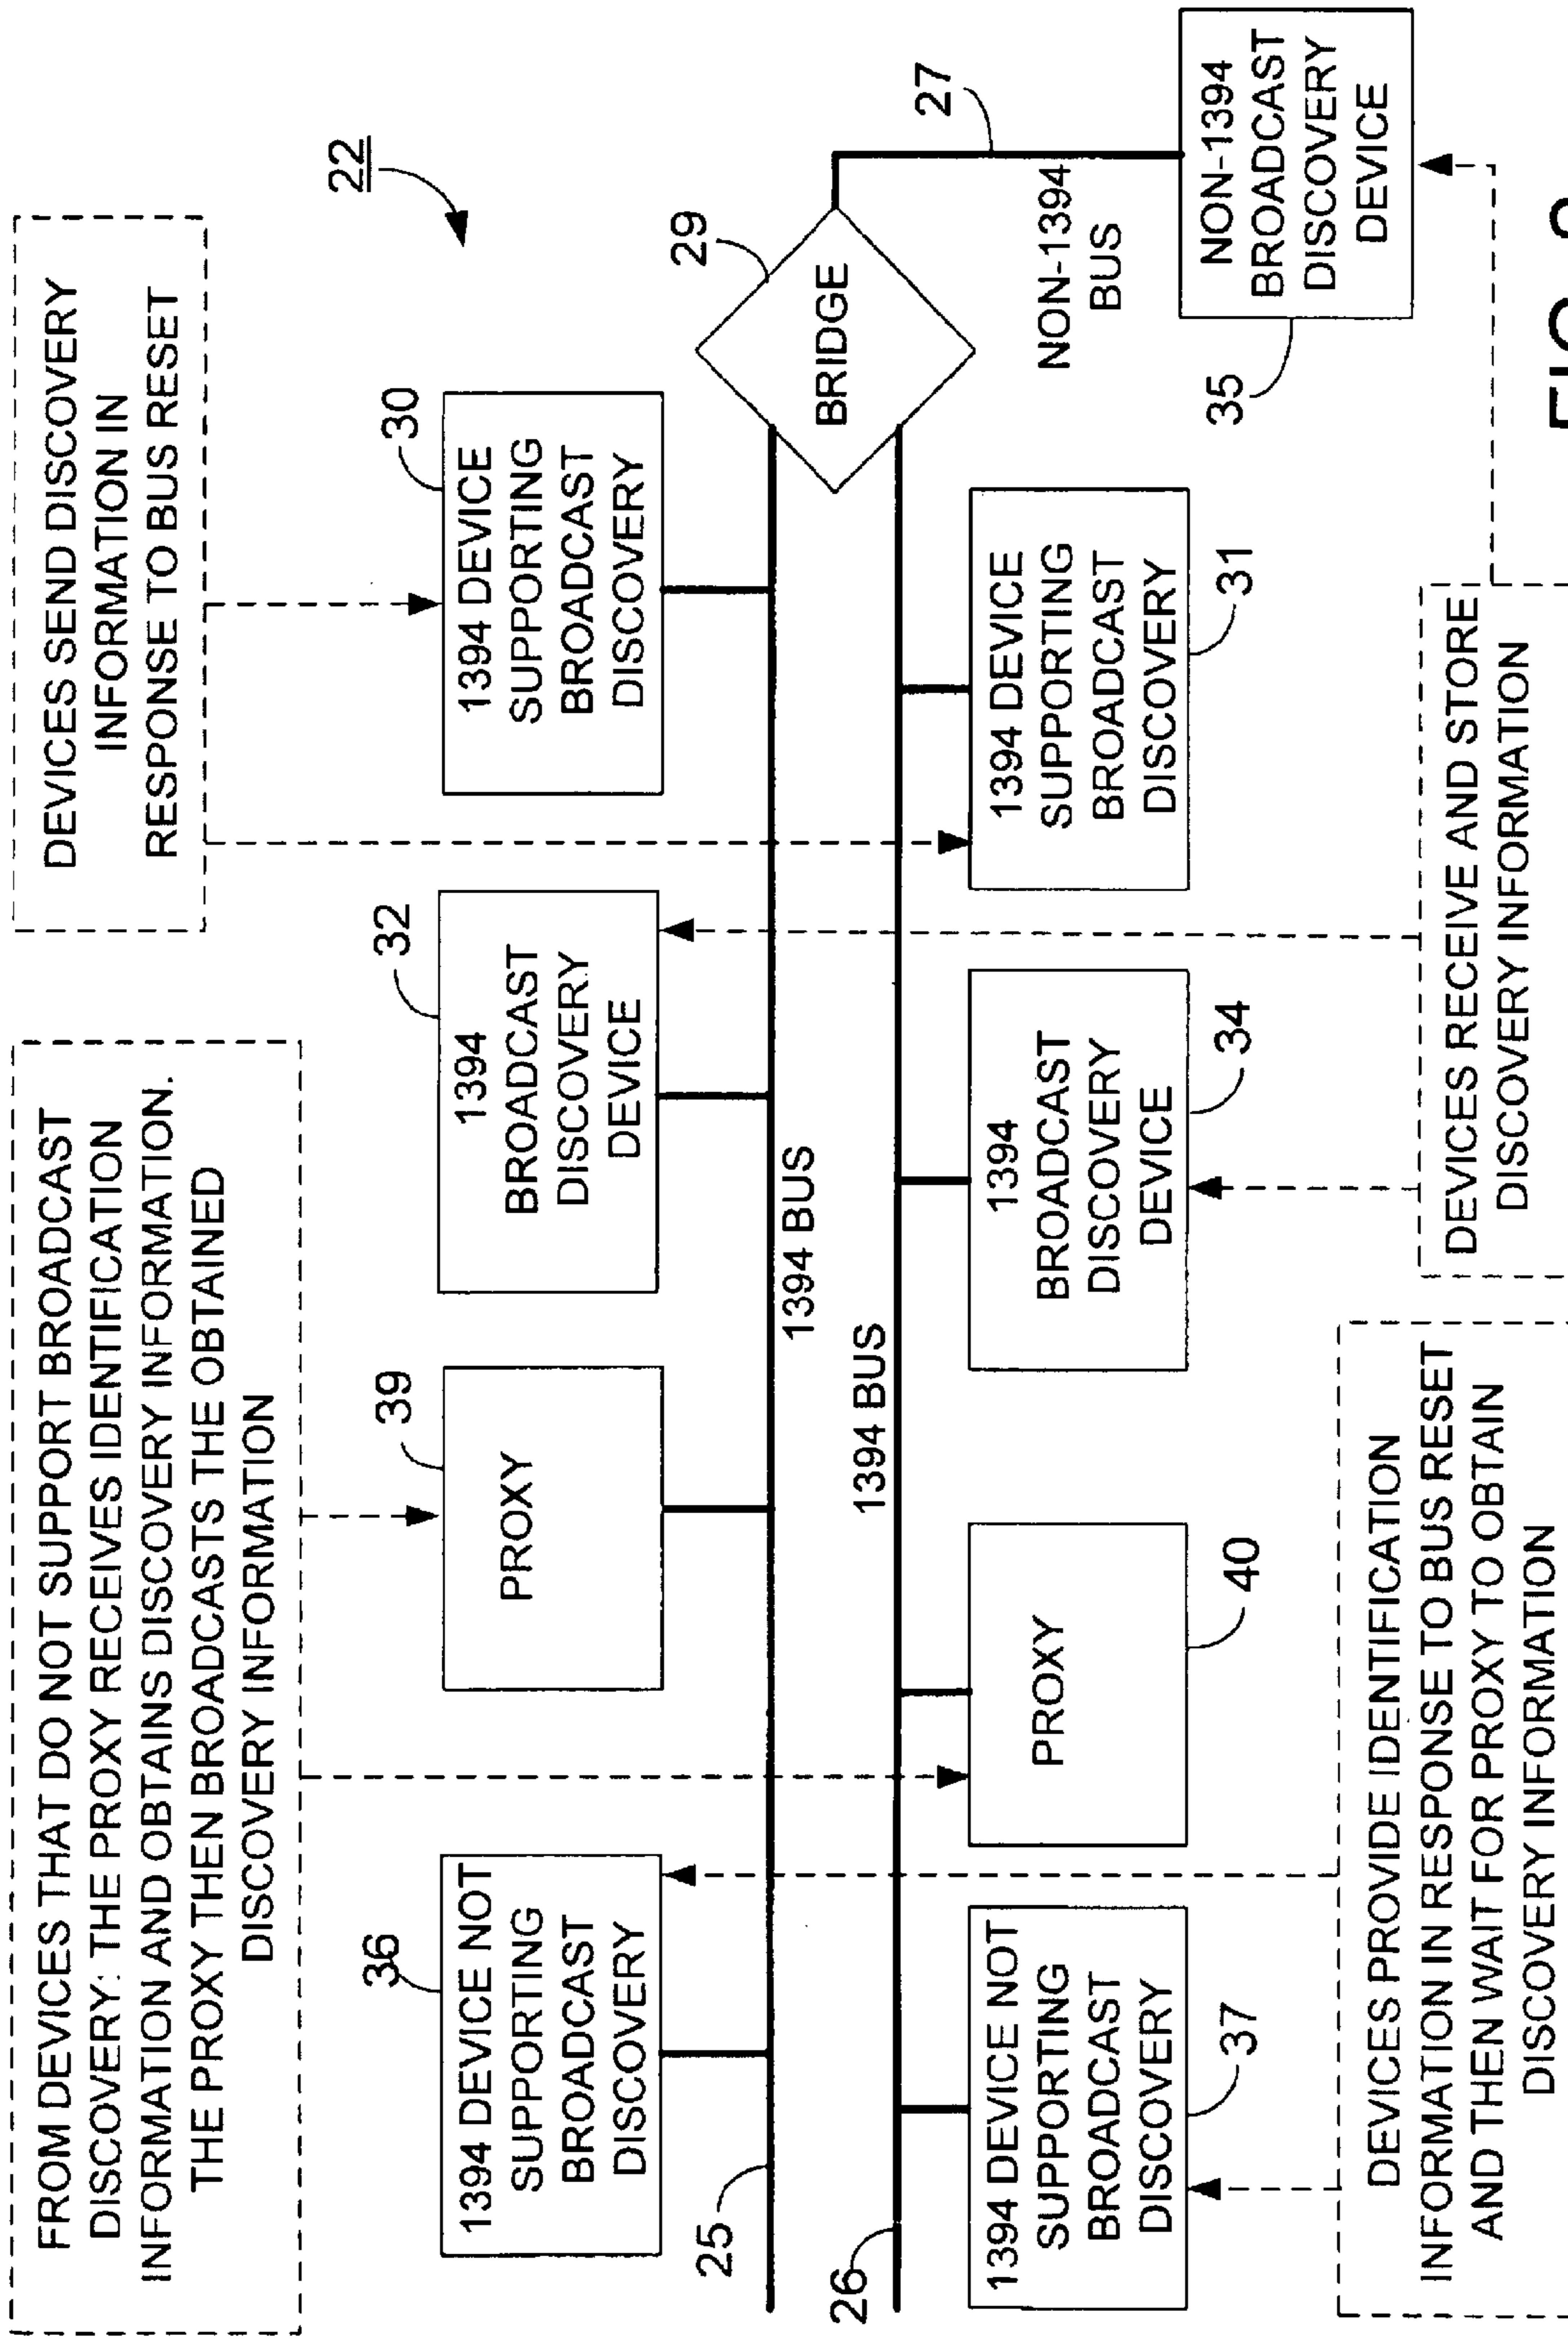 FROM DEVICES THAT DO NOT SUPPORT BROADCAST
DISCOVERY: THE PROXY RECEIVES IDENTIFICATION
INFORMATION AND OBTAINS DISCOVERY INFORMATION.
THE PROXY THEN BROADCASTS THE OBTAINED
DISCOVERY INFORMATION
DEVICES SEND DISCOVERY
INFORMATION IN
RESPONSE TO BUS RESET
22
36
1394 DEVICE NOT
SUPPORTING
BROADCAST
DISCOVERY
39
PROXY
32
1394
BROADCAST
DISCOVERY
DEVICE
30
1394 DEVICE
SUPPORTING
BROADCAST
DISCOVERY
29
BRIDGE
25
1394 BUS
26
1394 BUS
27
NON-1394
BUS
1394 DEVICE NOT
SUPPORTING
BROADCAST
DISCOVERY
37
PROXY
40
1394
BROADCAST
DISCOVERY
DEVICE
34
1394 DEVICE
SUPPORTING
BROADCAST
DISCOVERY
31
35
NON-1394
BROADCAST
DISCOVERY
DEVICE
DEVICES PROVIDE IDENTIFICATION
INFORMATION IN RESPONSE TO BUS RESET
AND THEN WAIT FOR PROXY TO OBTAIN
DISCOVERY INFORMATION
DEVICES RECEIVE AND STORE
DISCOVERY INFORMATION